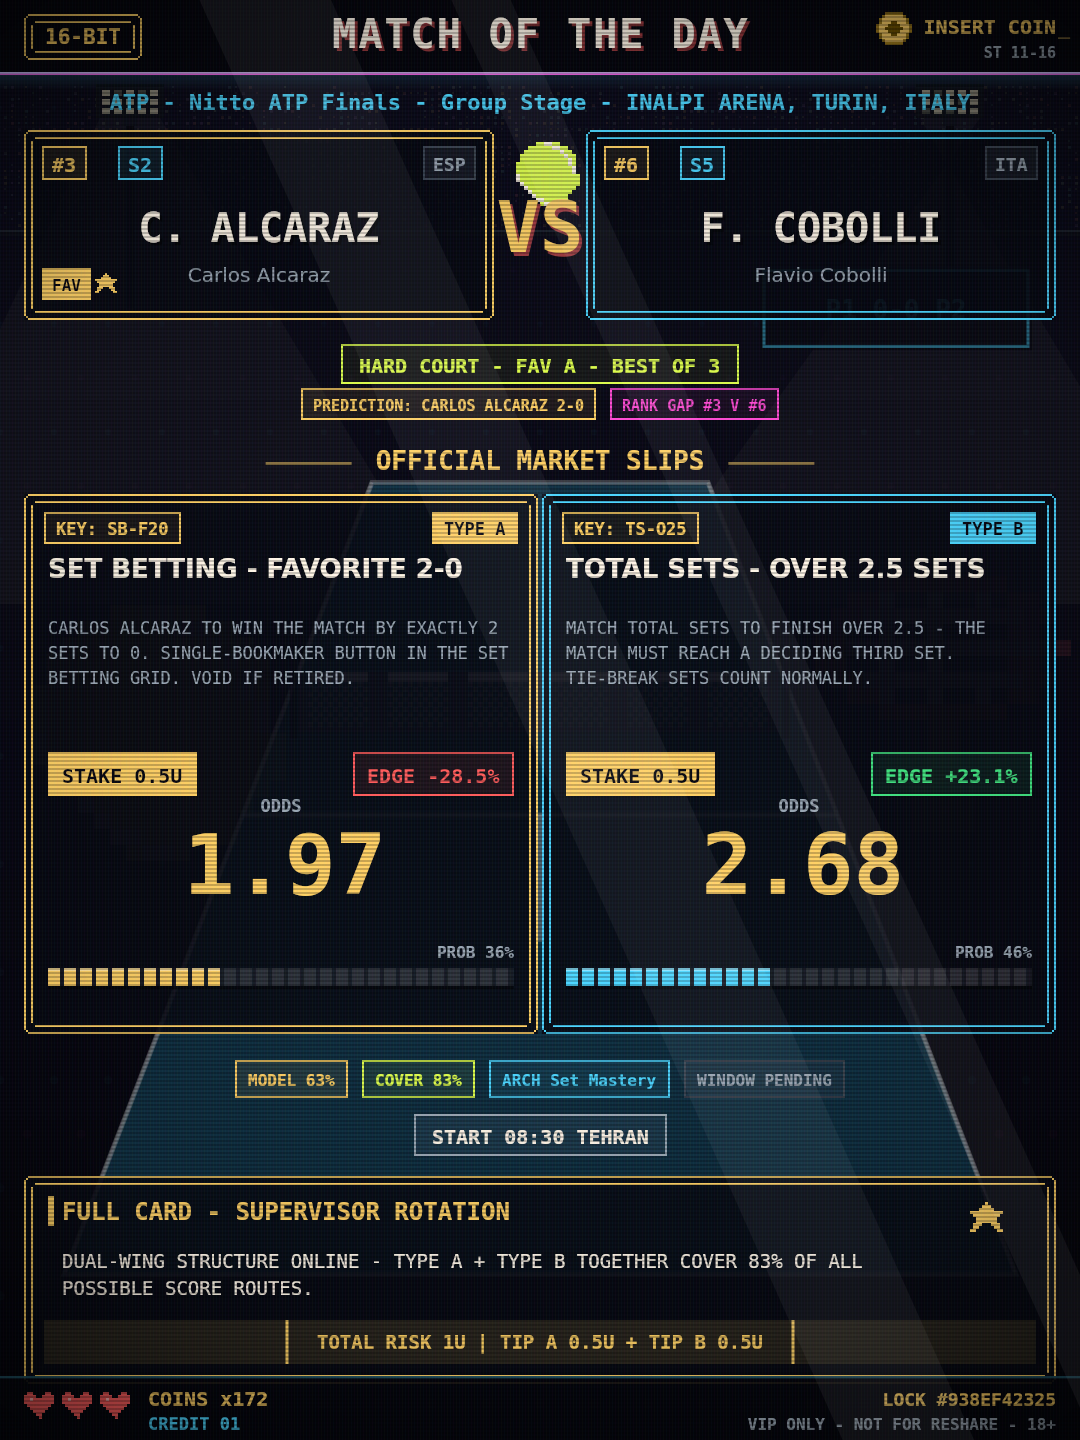 16-BIT
MATCH OF THE DAY
INSERT COIN_
ST 11-16
ATP - Nitto ATP Finals - Group Stage - INALPI ARENA, TURIN, ITALY
#3 S2 ESP
C. ALCARAZ
Carlos Alcaraz
FAV
VS
#6 S5 ITA
F. COBOLLI
Flavio Cobolli
HARD COURT - FAV A - BEST OF 3
PREDICTION: CARLOS ALCARAZ 2-0
RANK GAP #3 V #6
OFFICIAL MARKET SLIPS
KEY: SB-F20 TYPE A
SET BETTING - FAVORITE 2-0
CARLOS ALCARAZ TO WIN THE MATCH BY EXACTLY 2
SETS TO 0. SINGLE-BOOKMAKER BUTTON IN THE SET
BETTING GRID. VOID IF RETIRED.
STAKE 0.5U EDGE -28.5%
ODDS
1.97
PROB 36%
KEY: TS-O25 TYPE B
TOTAL SETS - OVER 2.5 SETS
MATCH TOTAL SETS TO FINISH OVER 2.5 - THE
MATCH MUST REACH A DECIDING THIRD SET.
TIE-BREAK SETS COUNT NORMALLY.
STAKE 0.5U EDGE +23.1%
ODDS
2.68
PROB 46%
MODEL 63% COVER 83% ARCH Set Mastery WINDOW PENDING
START 08:30 TEHRAN
FULL CARD - SUPERVISOR ROTATION
DUAL-WING STRUCTURE ONLINE - TYPE A + TYPE B TOGETHER COVER 83% OF ALL
POSSIBLE SCORE ROUTES.
TOTAL RISK 1U | TIP A 0.5U + TIP B 0.5U
COINS x172
CREDIT 01
LOCK #938EF42325
VIP ONLY - NOT FOR RESHARE - 18+